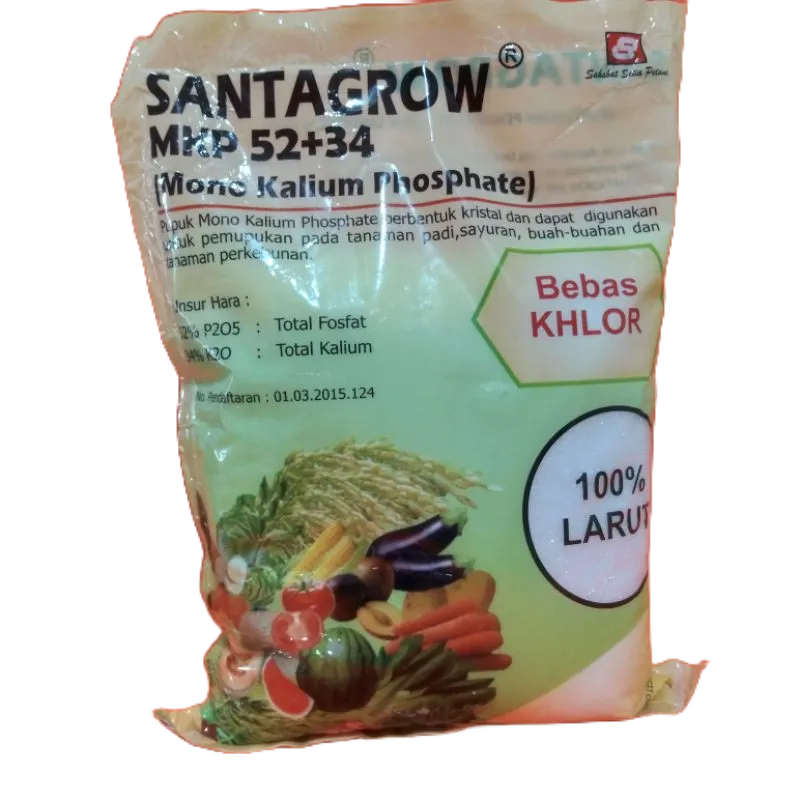 SANTAGROW®
S
Sahabat Setia Petani
MKP 52+34
(Mono Kalium Phosphate)
Pupuk Mono Kalium Phosphate berbentuk kristal dan dapat digunakan
untuk pemupukan pada tanaman padi,sayuran, buah-buahan dan
tanaman perkebunan.
Bebas
KHLOR
Unsur Hara :
52% P2O5 : Total Fosfat
34% K2O : Total Kalium
No. Pendaftaran : 01.03.2015.124
100%
LARUT